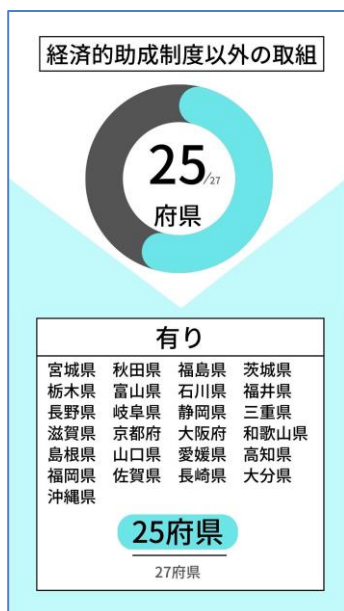 経済的助成制度以外の取組
25/27
府県
有り
宮城県 秋田県 福島県 茨城県
栃木県 富山県 石川県 福井県
長野県 岐阜県 静岡県 三重県
滋賀県 京都府 大阪府 和歌山県
島根県 山口県 愛媛県 高知県
福岡県 佐賀県 長崎県 大分県
沖縄県
25府県
27府県